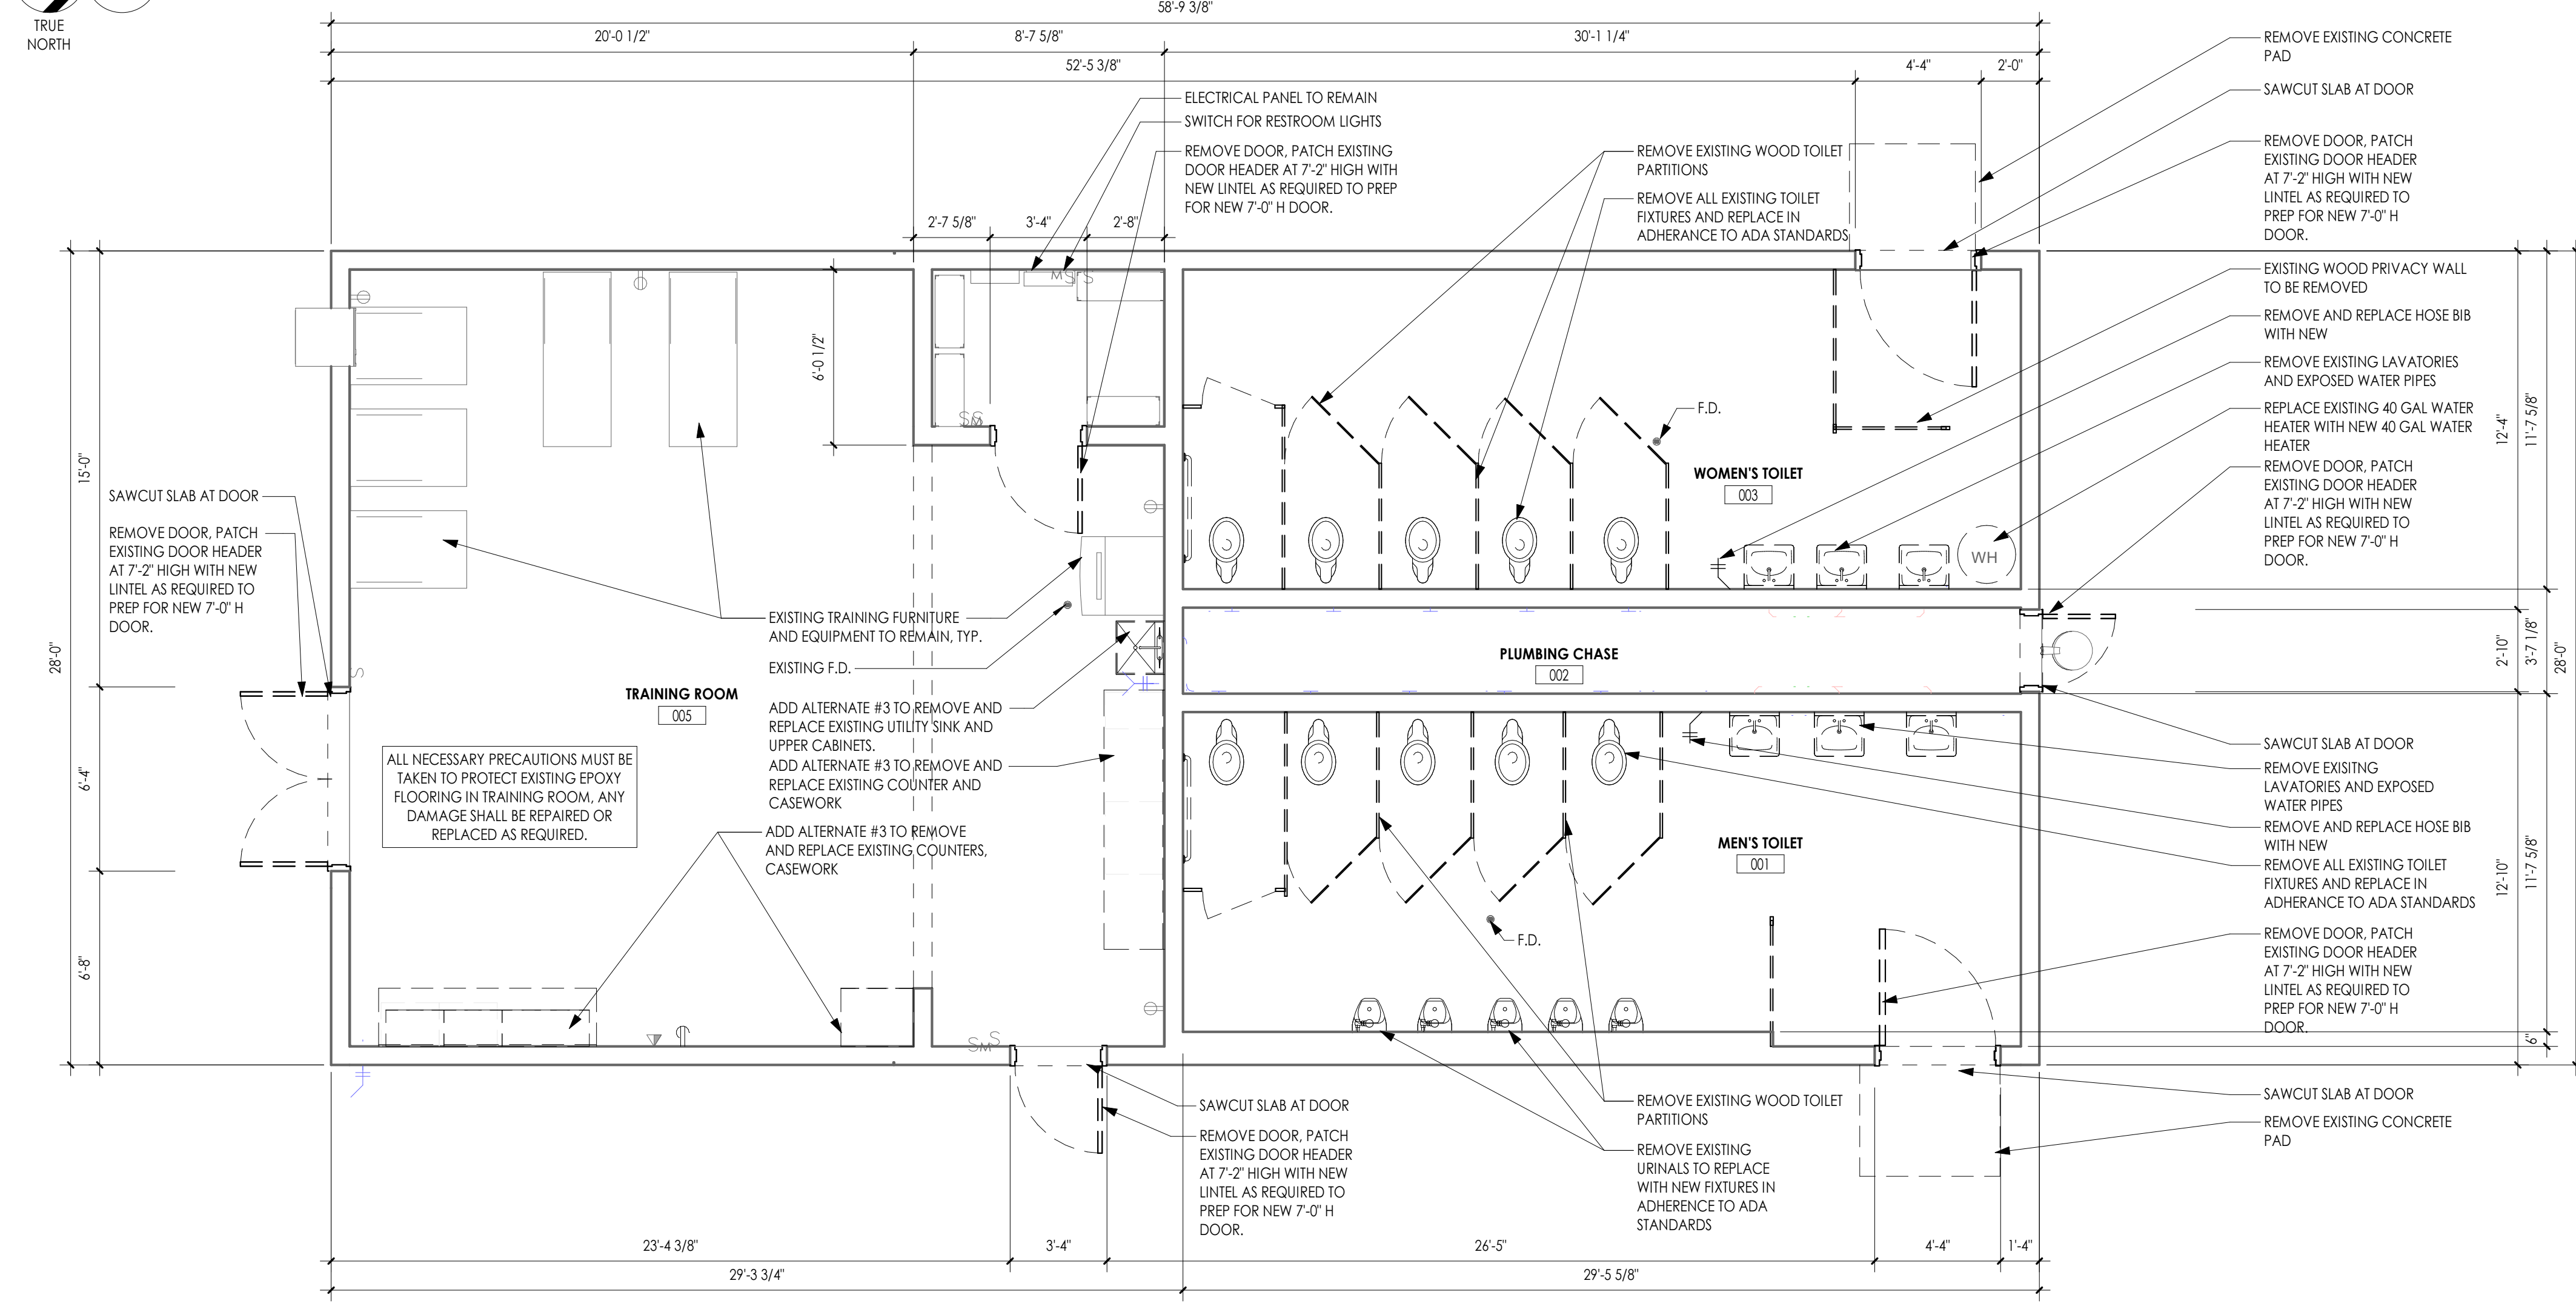 TRUE
NORTH
58'-9 3/8"
20'-0 1/2"
8'-7 5/8"
30'-1 1/4"
52'-5 3/8"
4'-4"
2'-0"
ELECTRICAL PANEL TO REMAIN
SWITCH FOR RESTROOM LIGHTS
REMOVE DOOR, PATCH EXISTING
DOOR HEADER AT 7'-2" HIGH WITH
NEW LINTEL AS REQUIRED TO PREP
FOR NEW 7'-0" H DOOR.
2'-7 5/8"
3'-4"
2'-8"
6'-0 1/2"
REMOVE EXISTING WOOD TOILET
PARTITIONS
REMOVE ALL EXISTING TOILET
FIXTURES AND REPLACE IN
ADHERANCE TO ADA STANDARDS
REMOVE EXISTING CONCRETE
PAD
SAWCUT SLAB AT DOOR
REMOVE DOOR, PATCH
EXISTING DOOR HEADER
AT 7'-2" HIGH WITH NEW
LINTEL AS REQUIRED TO
PREP FOR NEW 7'-0" H
DOOR.
EXISTING WOOD PRIVACY WALL
TO BE REMOVED
REMOVE AND REPLACE HOSE BIB
WITH NEW
REMOVE EXISTING LAVATORIES
AND EXPOSED WATER PIPES
REPLACE EXISTING 40 GAL WATER
HEATER WITH NEW 40 GAL WATER
HEATER
REMOVE DOOR, PATCH
EXISTING DOOR HEADER
AT 7'-2" HIGH WITH NEW
LINTEL AS REQUIRED TO
PREP FOR NEW 7'-0" H
DOOR.
M S S
S S M
F.D.
WOMEN'S TOILET
003
WH
12'-4"
11'-7 5/8"
15'-0"
28'-0"
6'-4"
6'-8"
SAWCUT SLAB AT DOOR
REMOVE DOOR, PATCH
EXISTING DOOR HEADER
AT 7'-2" HIGH WITH NEW
LINTEL AS REQUIRED TO
PREP FOR NEW 7'-0" H
DOOR.
S
EXISTING TRAINING FURNITURE
AND EQUIPMENT TO REMAIN, TYP.
EXISTING F.D.
TRAINING ROOM
005
ADD ALTERNATE #3 TO REMOVE AND
REPLACE EXISTING UTILITY SINK AND
UPPER CABINETS.
ADD ALTERNATE #3 TO REMOVE AND
REPLACE EXISTING COUNTER AND
CASEWORK
ADD ALTERNATE #3 TO REMOVE
AND REPLACE EXISTING COUNTERS,
CASEWORK
ALL NECESSARY PRECAUTIONS MUST BE
TAKEN TO PROTECT EXISTING EPOXY
FLOORING IN TRAINING ROOM, ANY
DAMAGE SHALL BE REPAIRED OR
REPLACED AS REQUIRED.
PLUMBING CHASE
002
2'-10"
3'-7 1/8"
28'-0"
MEN'S TOILET
001
F.D.
SAWCUT SLAB AT DOOR
REMOVE EXISITNG
LAVATORIES AND EXPOSED
WATER PIPES
REMOVE AND REPLACE HOSE BIB
WITH NEW
REMOVE ALL EXISTING TOILET
FIXTURES AND REPLACE IN
ADHERANCE TO ADA STANDARDS
REMOVE DOOR, PATCH
EXISTING DOOR HEADER
AT 7'-2" HIGH WITH NEW
LINTEL AS REQUIRED TO
PREP FOR NEW 7'-0" H
DOOR.
12'-10"
11'-7 5/8"
6"
S M S
SAWCUT SLAB AT DOOR
REMOVE DOOR, PATCH
EXISTING DOOR HEADER
AT 7'-2" HIGH WITH NEW
LINTEL AS REQUIRED TO
PREP FOR NEW 7'-0" H
DOOR.
REMOVE EXISTING WOOD TOILET
PARTITIONS
REMOVE EXISTING
URINALS TO REPLACE
WITH NEW FIXTURES IN
ADHERENCE TO ADA
STANDARDS
SAWCUT SLAB AT DOOR
REMOVE EXISTING CONCRETE
PAD
23'-4 3/8"
3'-4"
26'-5"
4'-4"
1'-4"
29'-3 3/4"
29'-5 5/8"